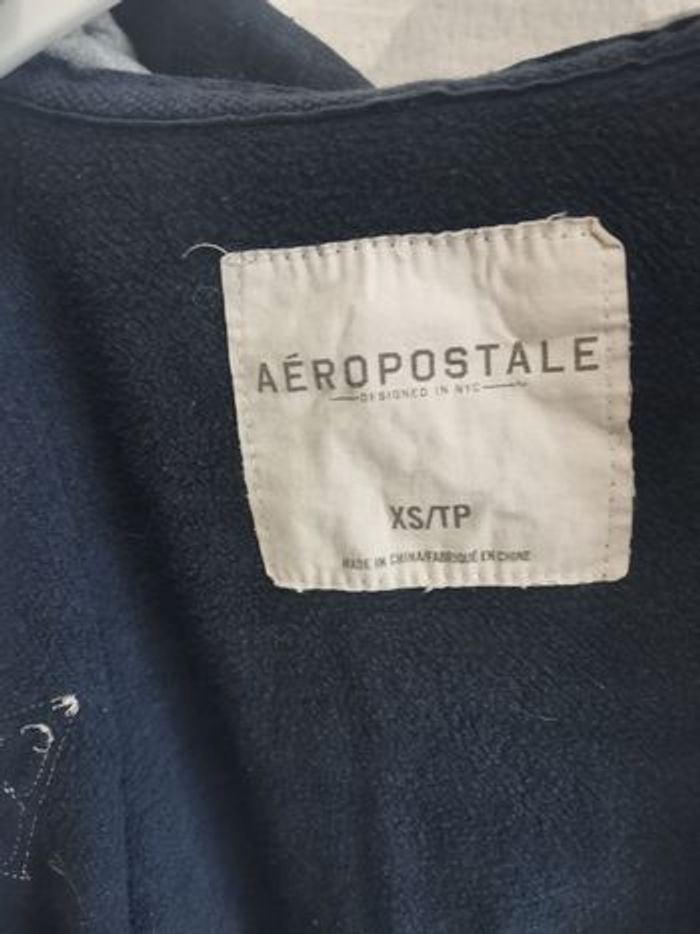 AÉROPOSTALE
DESIGNED IN NYC
XS/TP
MADE IN CHINA/FABRIQUÉ EN CHINE